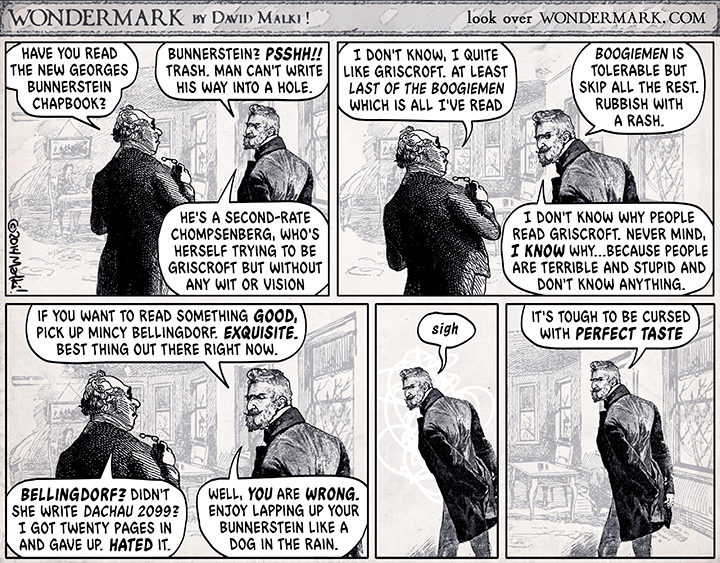 WONDERMARK BY DAVID MALKI !
look over WONDERMARK.COM
HAVE YOU READ
THE NEW GEORGES
BUNNERSTEIN
CHAPBOOK?
BUNNERSTEIN? PSSHH!!
TRASH. MAN CAN'T WRITE
HIS WAY INTO A HOLE.
HE'S A SECOND-RATE
CHOMPSENBERG, WHO'S
HERSELF TRYING TO BE
GRISCROFT BUT WITHOUT
ANY WIT OR VISION
©2014 Malki!
I DON'T KNOW, I QUITE
LIKE GRISCROFT. AT LEAST
LAST OF THE BOOGIEMEN
WHICH IS ALL I'VE READ
BOOGIEMEN IS
TOLERABLE BUT
SKIP ALL THE REST.
RUBBISH WITH
A RASH.
I DON'T KNOW WHY PEOPLE
READ GRISCROFT. NEVER MIND,
I KNOW WHY...BECAUSE PEOPLE
ARE TERRIBLE AND STUPID AND
DON'T KNOW ANYTHING.
IF YOU WANT TO READ SOMETHING GOOD,
PICK UP MINCY BELLINGDORF. EXQUISITE.
BEST THING OUT THERE RIGHT NOW.
BELLINGDORF? DIDN'T
SHE WRITE DACHAU 2099?
I GOT TWENTY PAGES IN
AND GAVE UP. HATED IT.
WELL, YOU ARE WRONG.
ENJOY LAPPING UP YOUR
BUNNERSTEIN LIKE A
DOG IN THE RAIN.
sigh
IT'S TOUGH TO BE CURSED
WITH PERFECT TASTE